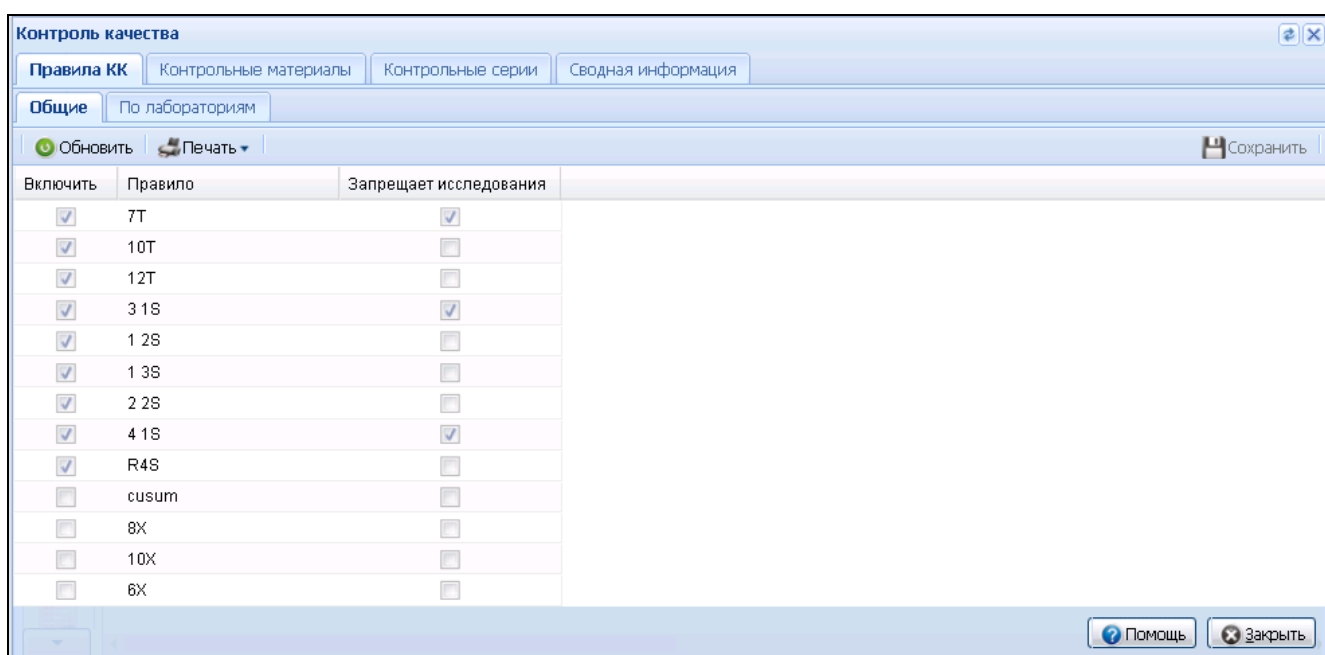 Контроль качества
Правила КК Контрольные материалы Контрольные серии Сводная информация
Общие По лабораториям
Обновить Печать Сохранить
Включить Правило Запрещает исследования
7T
10T
12T
3 1S
1 2S
1 3S
2 2S
4 1S
R4S
cusum
8X
10X
6X
Помощь Закрыть